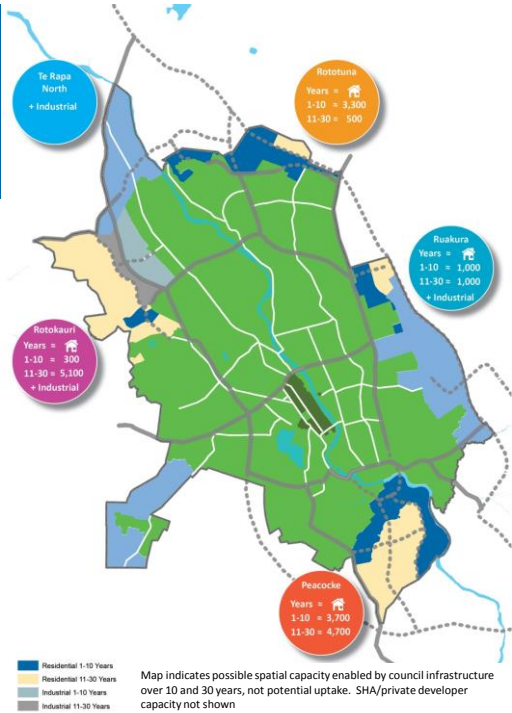 Te Rapa
North
+ Industrial
Rototuna
Years =
1-10 = 3,300
11-30 = 500
Ruakura
Years =
1-10 = 1,000
11-30 = 1,000
+ Industrial
Rotokauri
Years =
1-10 = 300
11-30 = 5,100
+ Industrial
Peacocke
Years =
1-10 = 3,700
11-30 = 4,700
Residential 1-10 Years
Residential 11-30 Years
Industrial 1-10 Years
Industrial 11-30 Years
Map indicates possible spatial capacity enabled by council infrastructure
over 10 and 30 years, not potential uptake. SHA/private developer
capacity not shown